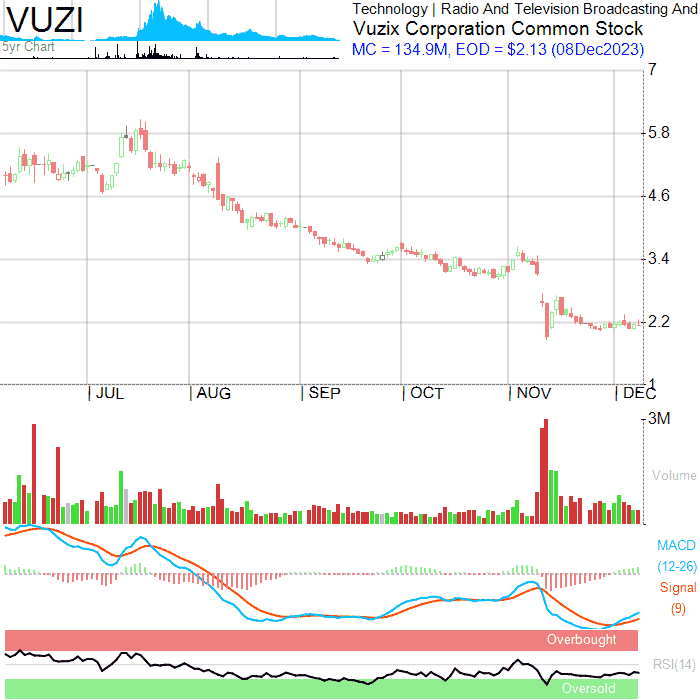 VUZI
5yr Chart
Technology | Radio And Television Broadcasting And
Vuzix Corporation Common Stock
MC = 134.9M, EOD = $2.13 (08Dec2023)
7
5.8
4.6
3.4
2.2
1
JUL
AUG
SEP
OCT
NOV
DEC
3M
Volume
MACD
(12-26)
Signal
(9)
Overbought
RSI(14)
Oversold